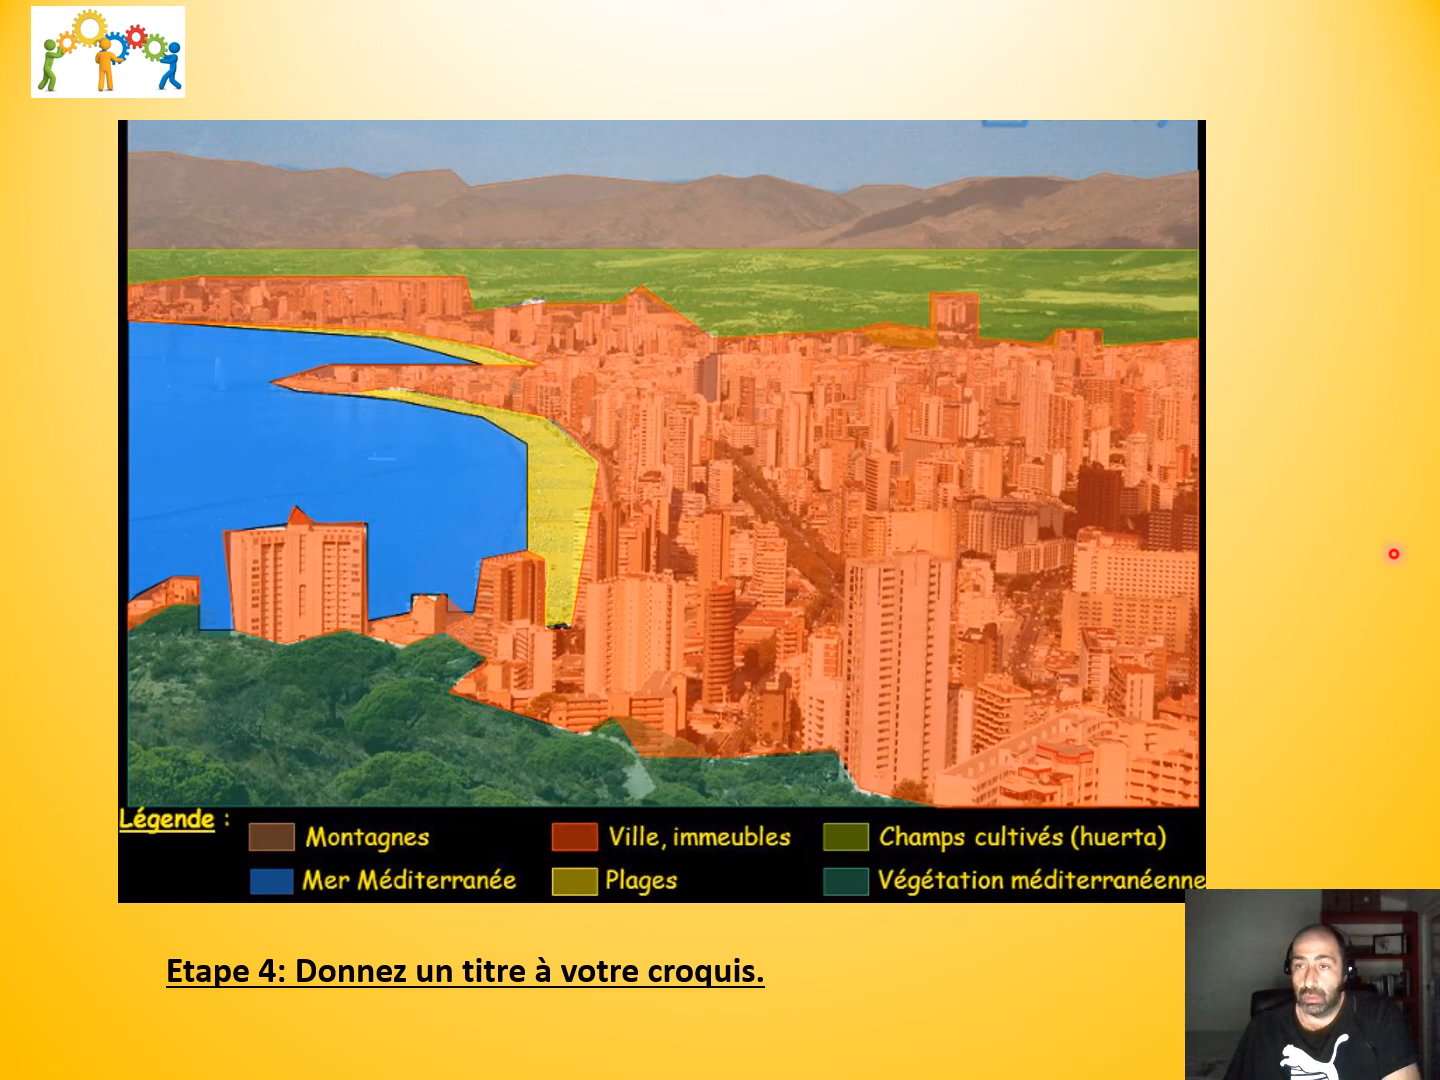 Légende :
Montagnes
Ville, immeubles
Champs cultivés (huerta)
Mer Méditerranée
Plages
Végétation méditerranéenne
Etape 4: Donnez un titre à votre croquis.